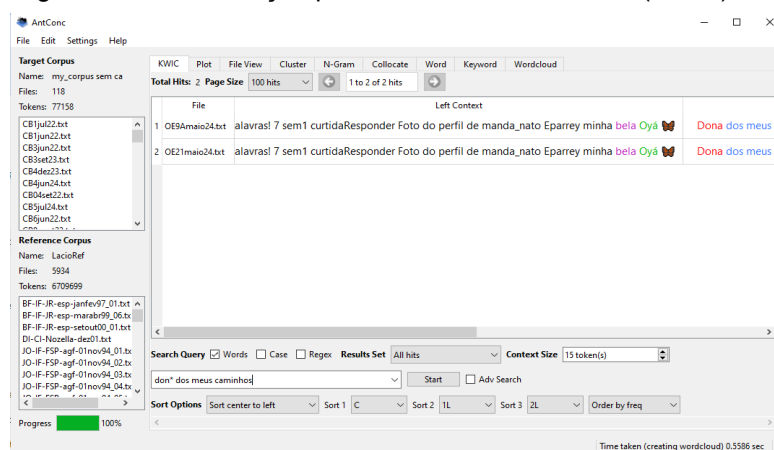 AntConc
File Edit Settings Help
Target Corpus
Name: my_corpus sem ca
Files: 118
Tokens: 77158
CB1jul22.txt
CB1jun22.txt
CB3jun22.txt
CB3set23.txt
CB4dez23.txt
CB4jun24.txt
CB04set22.txt
CB5jul24.txt
CB6jun22.txt
Reference Corpus
Name: LacioRef
Files: 5934
Tokens: 6709699
BF-IF-JR-esp-janfev97_01.txt
BF-IF-JR-esp-marabr99_06.tx
BF-IF-JR-esp-setout00_01.txt
DI-CI-Nozella-dez01.txt
JO-IF-FSP-agf-01nov94_01.tx
JO-IF-FSP-agf-01nov94_02.tx
JO-IF-FSP-agf-01nov94_03.tx
JO-IF-FSP-agf-01nov94_04.tx
Progress 100%
KWIC Plot File View Cluster N-Gram Collocate Word Keyword Wordcloud
Total Hits: 2 Page Size 100 hits 1 to 2 of 2 hits
File Left Context
1 OE9Amaio24.txt alavras! 7 sem1 curtidaResponder Foto do perfil de manda_nato Eparrey minha bela Oyá 🦋 Dona dos meus
2 OE21maio24.txt alavras! 7 sem1 curtidaResponder Foto do perfil de manda_nato Eparrey minha bela Oyá 🦋 Dona dos meus
Search Query Words Case Regex Results Set All hits Context Size 15 token(s)
don* dos meus caminhos Start Adv Search
Sort Options Sort center to left Sort 1 C Sort 2 1L Sort 3 2L Order by freq
Time taken (creating wordcloud) 0.5586 sec